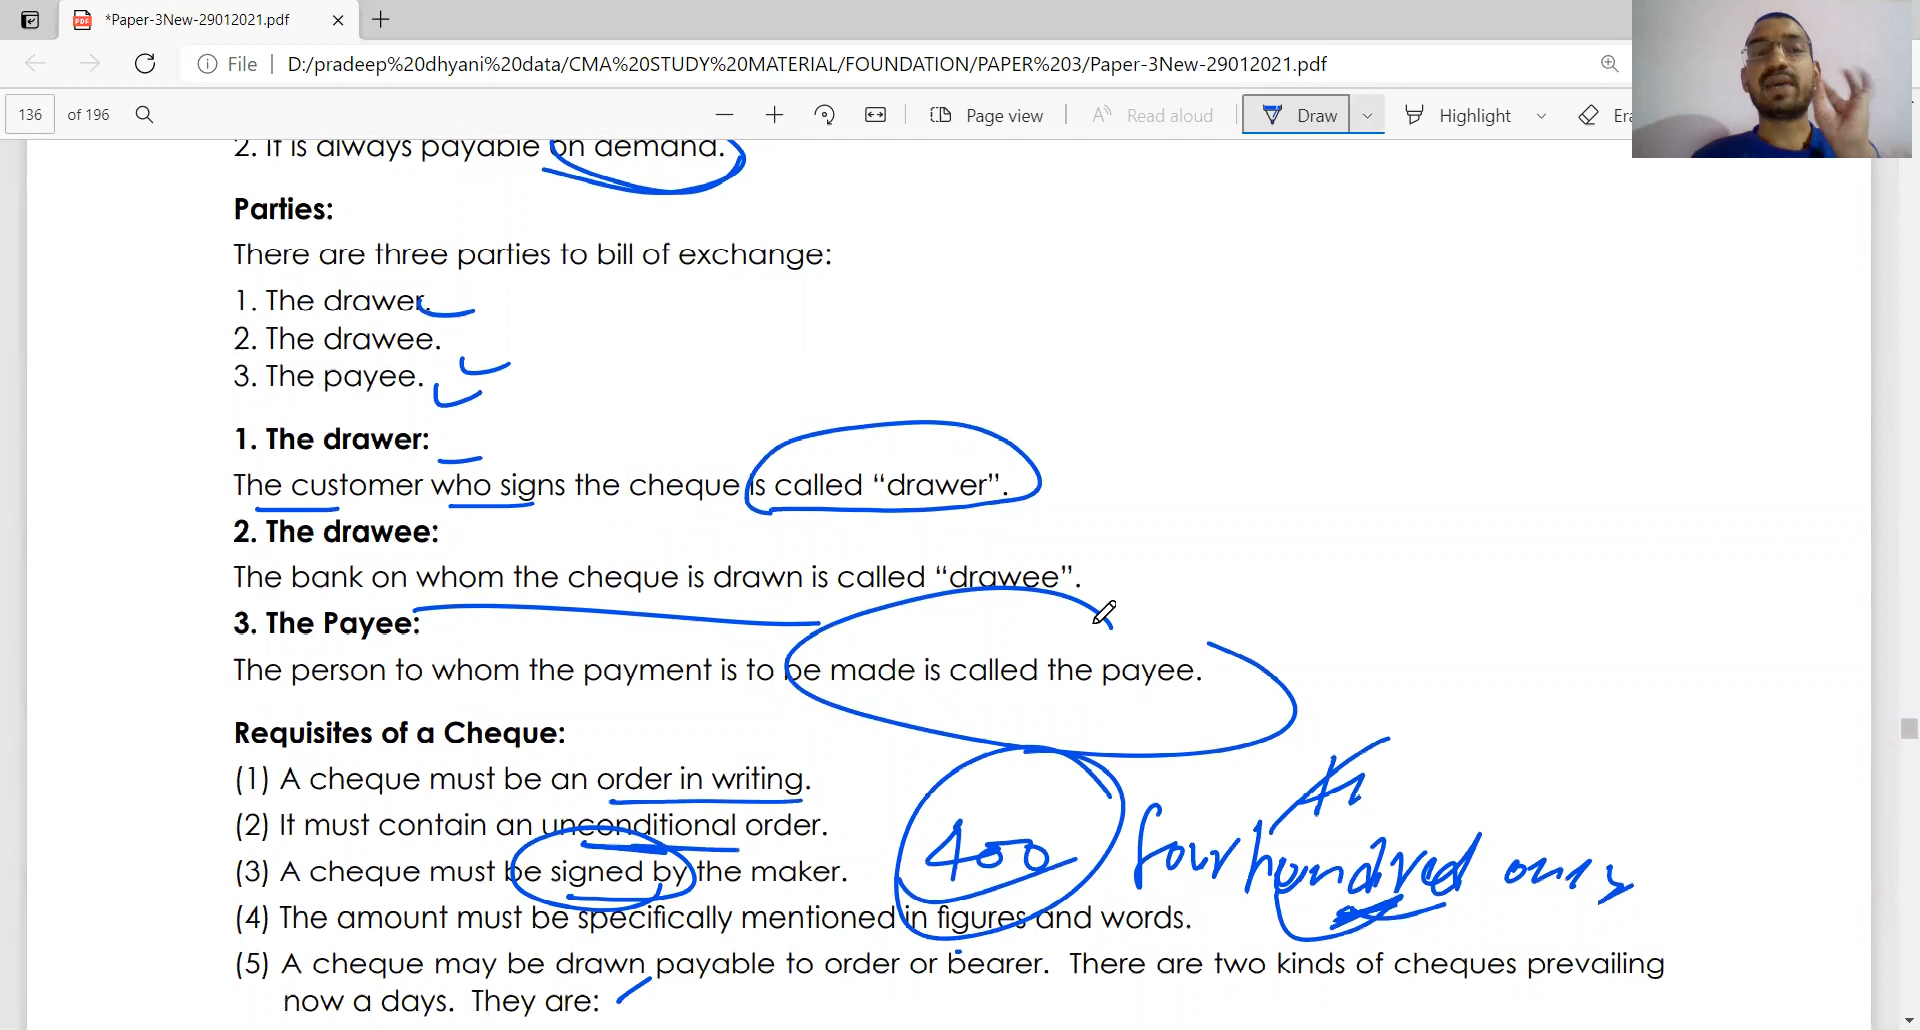 *Paper-3New-29012021.pdf
File
D:/pradeep%20dhyani%20data/CMA%20STUDY%20MATERIAL/FOUNDATION/PAPER%203/Paper-3New-29012021.pdf
136 of 196
Page view
Read aloud
Draw
Highlight
2. It is always payable on demand.
Parties:
There are three parties to bill of exchange:
1. The drawer.
2. The drawee.
3. The payee.
1. The drawer:
The customer who signs the cheque is called “drawer”.
2. The drawee:
The bank on whom the cheque is drawn is called “drawee”.
3. The Payee:
The person to whom the payment is to be made is called the payee.
Requisites of a Cheque:
(1) A cheque must be an order in writing.
(2) It must contain an unconditional order.
(3) A cheque must be signed by the maker.
400 four hundred only
(4) The amount must be specifically mentioned in figures and words.
(5) A cheque may be drawn payable to order or bearer. There are two kinds of cheques prevailing
now a days. They are: